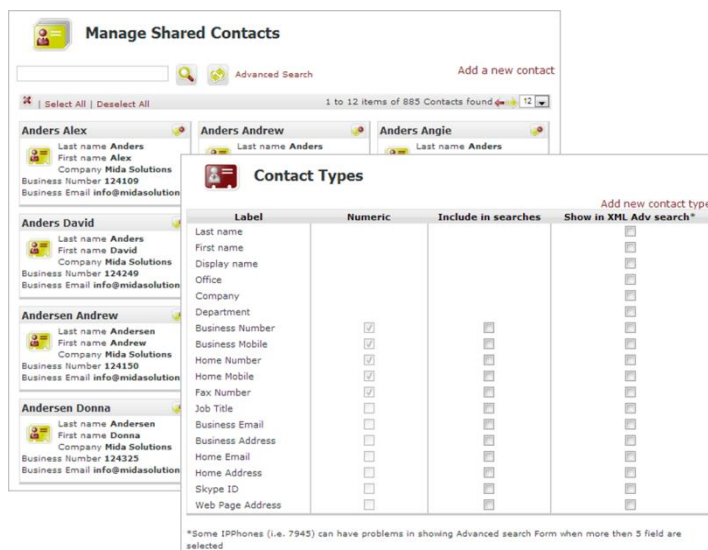 Manage Shared Contacts
Advanced Search
Add a new contact
| Select All | Deselect All
1 to 12 items of 885 Contacts found
12
Anders Alex
Last name Anders
First name Alex
Company Mida Solutions
Business Number 124109
Business Email info@midasolution
Anders Andrew
Last name Anders
Anders Angie
Last name Anders
Anders David
Last name Anders
First name David
Company Mida Solutions
Business Number 124249
Business Email info@midasolution
Andersen Andrew
Last name Andersen
First name Andrew
Company Mida Solutions
Business Number 124150
Business Email info@midasolution
Andersen Donna
Last name Andersen
First name Donna
Company Mida Solutions
Business Number 124325
Business Email info@midasolution
Contact Types
Add new contact type
Label Numeric Include in searches Show in XML Adv search*
Last name
First name
Display name
Office
Company
Department
Business Number
Business Mobile
Home Number
Home Mobile
Fax Number
Job Title
Business Email
Business Address
Home Email
Home Address
Skype ID
Web Page Address
*Some IPPhones (i.e. 7945) can have problems in showing Advanced search Form when more then 5 field are
selected